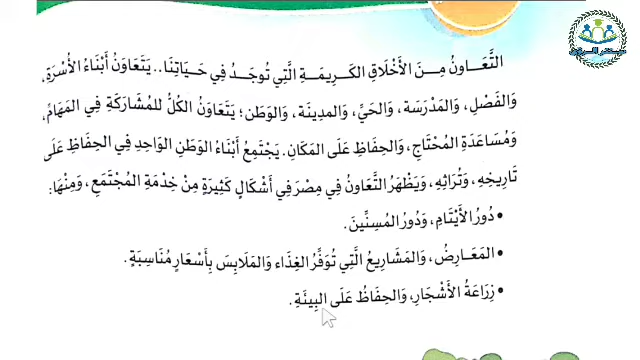 التَّعَاونُ مِنَ الأَخْلَاقِ الكَرِيمَةِ الَّتِي تُوجَدُ فِي حَيَاتِنَا.. يَتَعَاوَنُ أَبْنَاءُ الأُسْرَةِ،
وَالفَصْلِ، وَالمَدْرَسَة، وَالحَيِّ، وَالمدِينَة، وَالوَطَنِ؛ يَتَعَاوَنُ الكُلُّ للمُشَارَكَةِ فِي المَهَامِّ،
وَمُسَاعَدَةِ المُحْتَاجِ، وَالحِفَاظِ عَلَى المَكَانِ. يَجْتَمِعُ أَبْنَاءُ الوَطَنِ الوَاحِدِ فِي الحِفَاظِ عَلَى
تَارِيخِهِ، وَتُرَاثِهِ، وَيَظْهَرُ التَّعَاوُنُ فِي مِصْرَ فِي أَشْكَالٍ كَثِيرَةٍ مِنْ خِدْمَةِ المُجْتَمَعِ، وَمِنْهَا:
• دُورُ الأَيْتَامِ، وَدُورُ المُسِنِّينَ.
• المَعَارِضُ، وَالمَشَارِيعُ الَّتِي تُوَفِّرُ الغِذَاء وَالمَلَابِسَ بِأَسْعَارٍ مُنَاسِبَةٍ.
• زِرَاعَةُ الأَشْجَارِ، وَالحِفَاظُ عَلَى البِيئَةِ.